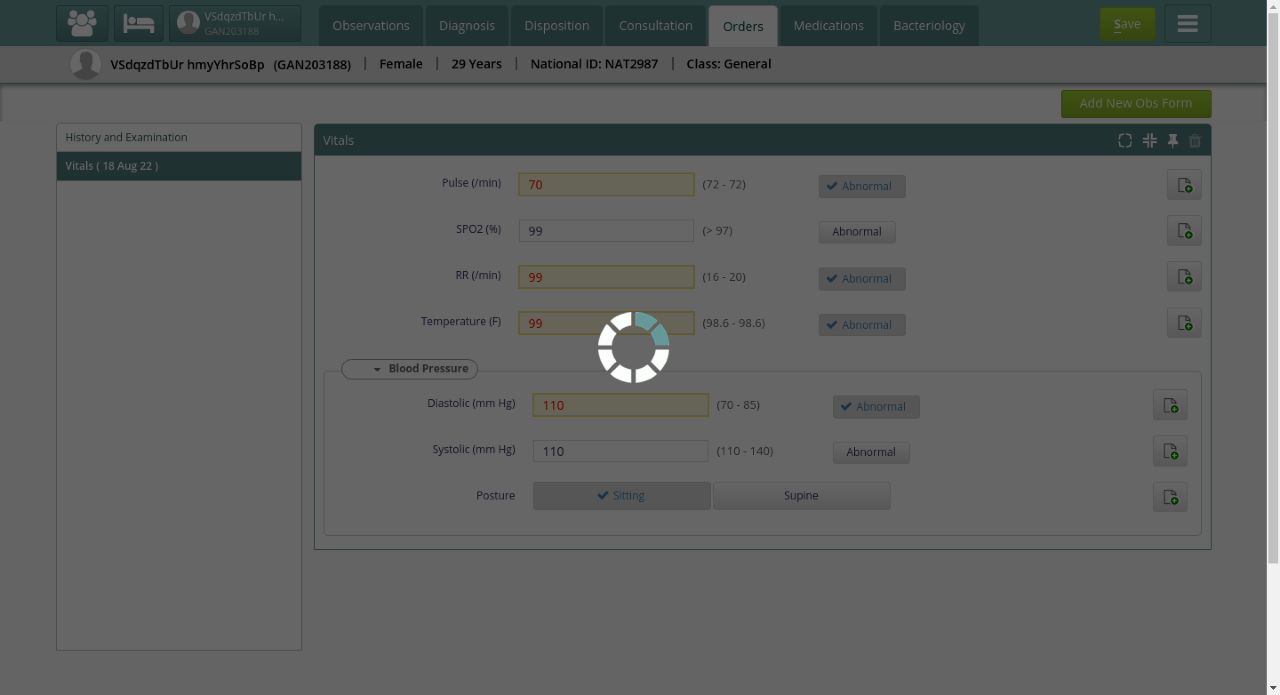 VSdqzdTbUr h...
GAN203188
Observations
Diagnosis
Disposition
Consultation
Orders
Medications
Bacteriology
Save
VSdqzdTbUr hmyYhrSoBp (GAN203188) | Female | 29 Years | National ID: NAT2987 | Class: General
Add New Obs Form
History and Examination
Vitals ( 18 Aug 22 )
Vitals
Pulse (/min) 70 (72 - 72) Abnormal
SPO2 (%) 99 (> 97) Abnormal
RR (/min) 99 (16 - 20) Abnormal
Temperature (F) 99 (98.6 - 98.6) Abnormal
Blood Pressure
Diastolic (mm Hg) 110 (70 - 85) Abnormal
Systolic (mm Hg) 110 (110 - 140) Abnormal
Posture Sitting Supine